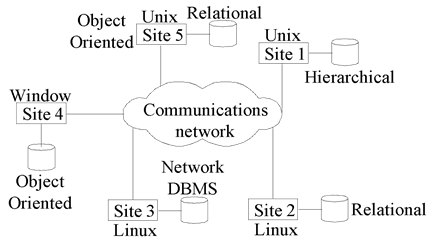 Object
Oriented
Unix
Site 5
Relational
Unix
Site 1
Hierarchical
Window
Site 4
Object
Oriented
Communications
network
Network
DBMS
Site 3
Linux
Site 2
Linux
Relational